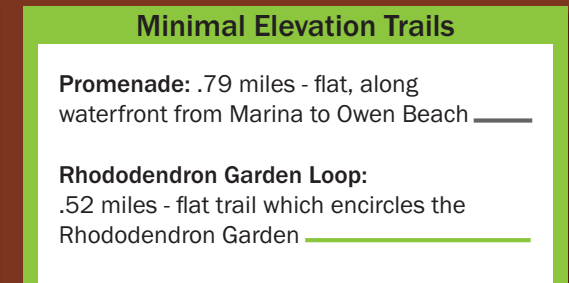 Minimal Elevation Trails
Promenade: .79 miles - flat, along
waterfront from Marina to Owen Beach
Rhododendron Garden Loop:
.52 miles - flat trail which encircles the
Rhododendron Garden